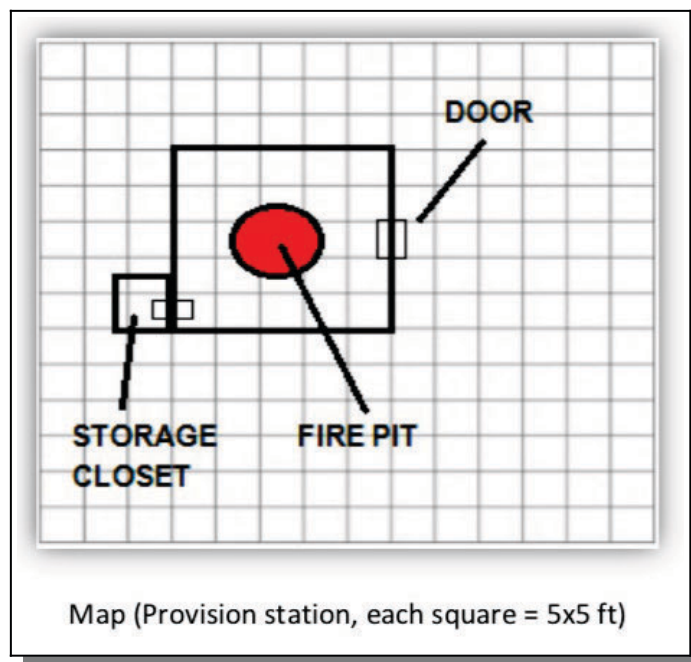 DOOR
STORAGE
CLOSET
FIRE PIT
Map (Provision station, each square = 5x5 ft)